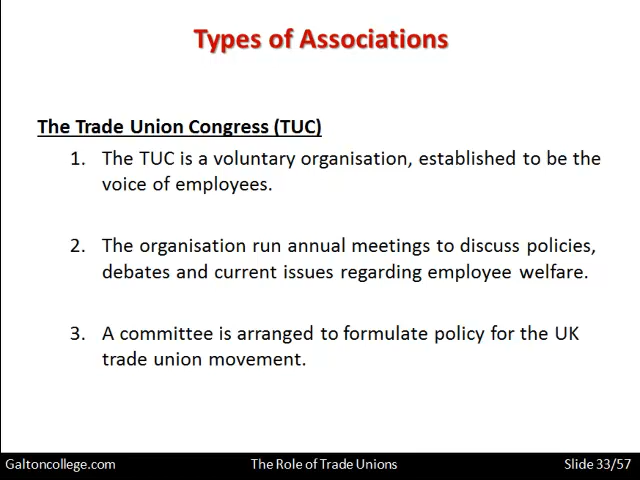 Types of Associations
The Trade Union Congress (TUC)
1. The TUC is a voluntary organisation, established to be the
voice of employees.
2. The organisation run annual meetings to discuss policies,
debates and current issues regarding employee welfare.
3. A committee is arranged to formulate policy for the UK
trade union movement.
Galtoncollege.com The Role of Trade Unions Slide 33/57